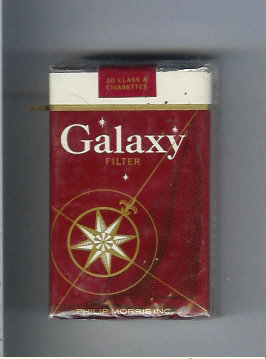 20 CLASS A
CIGARETTES
Galaxy
FILTER
PHILIP MORRIS INC.